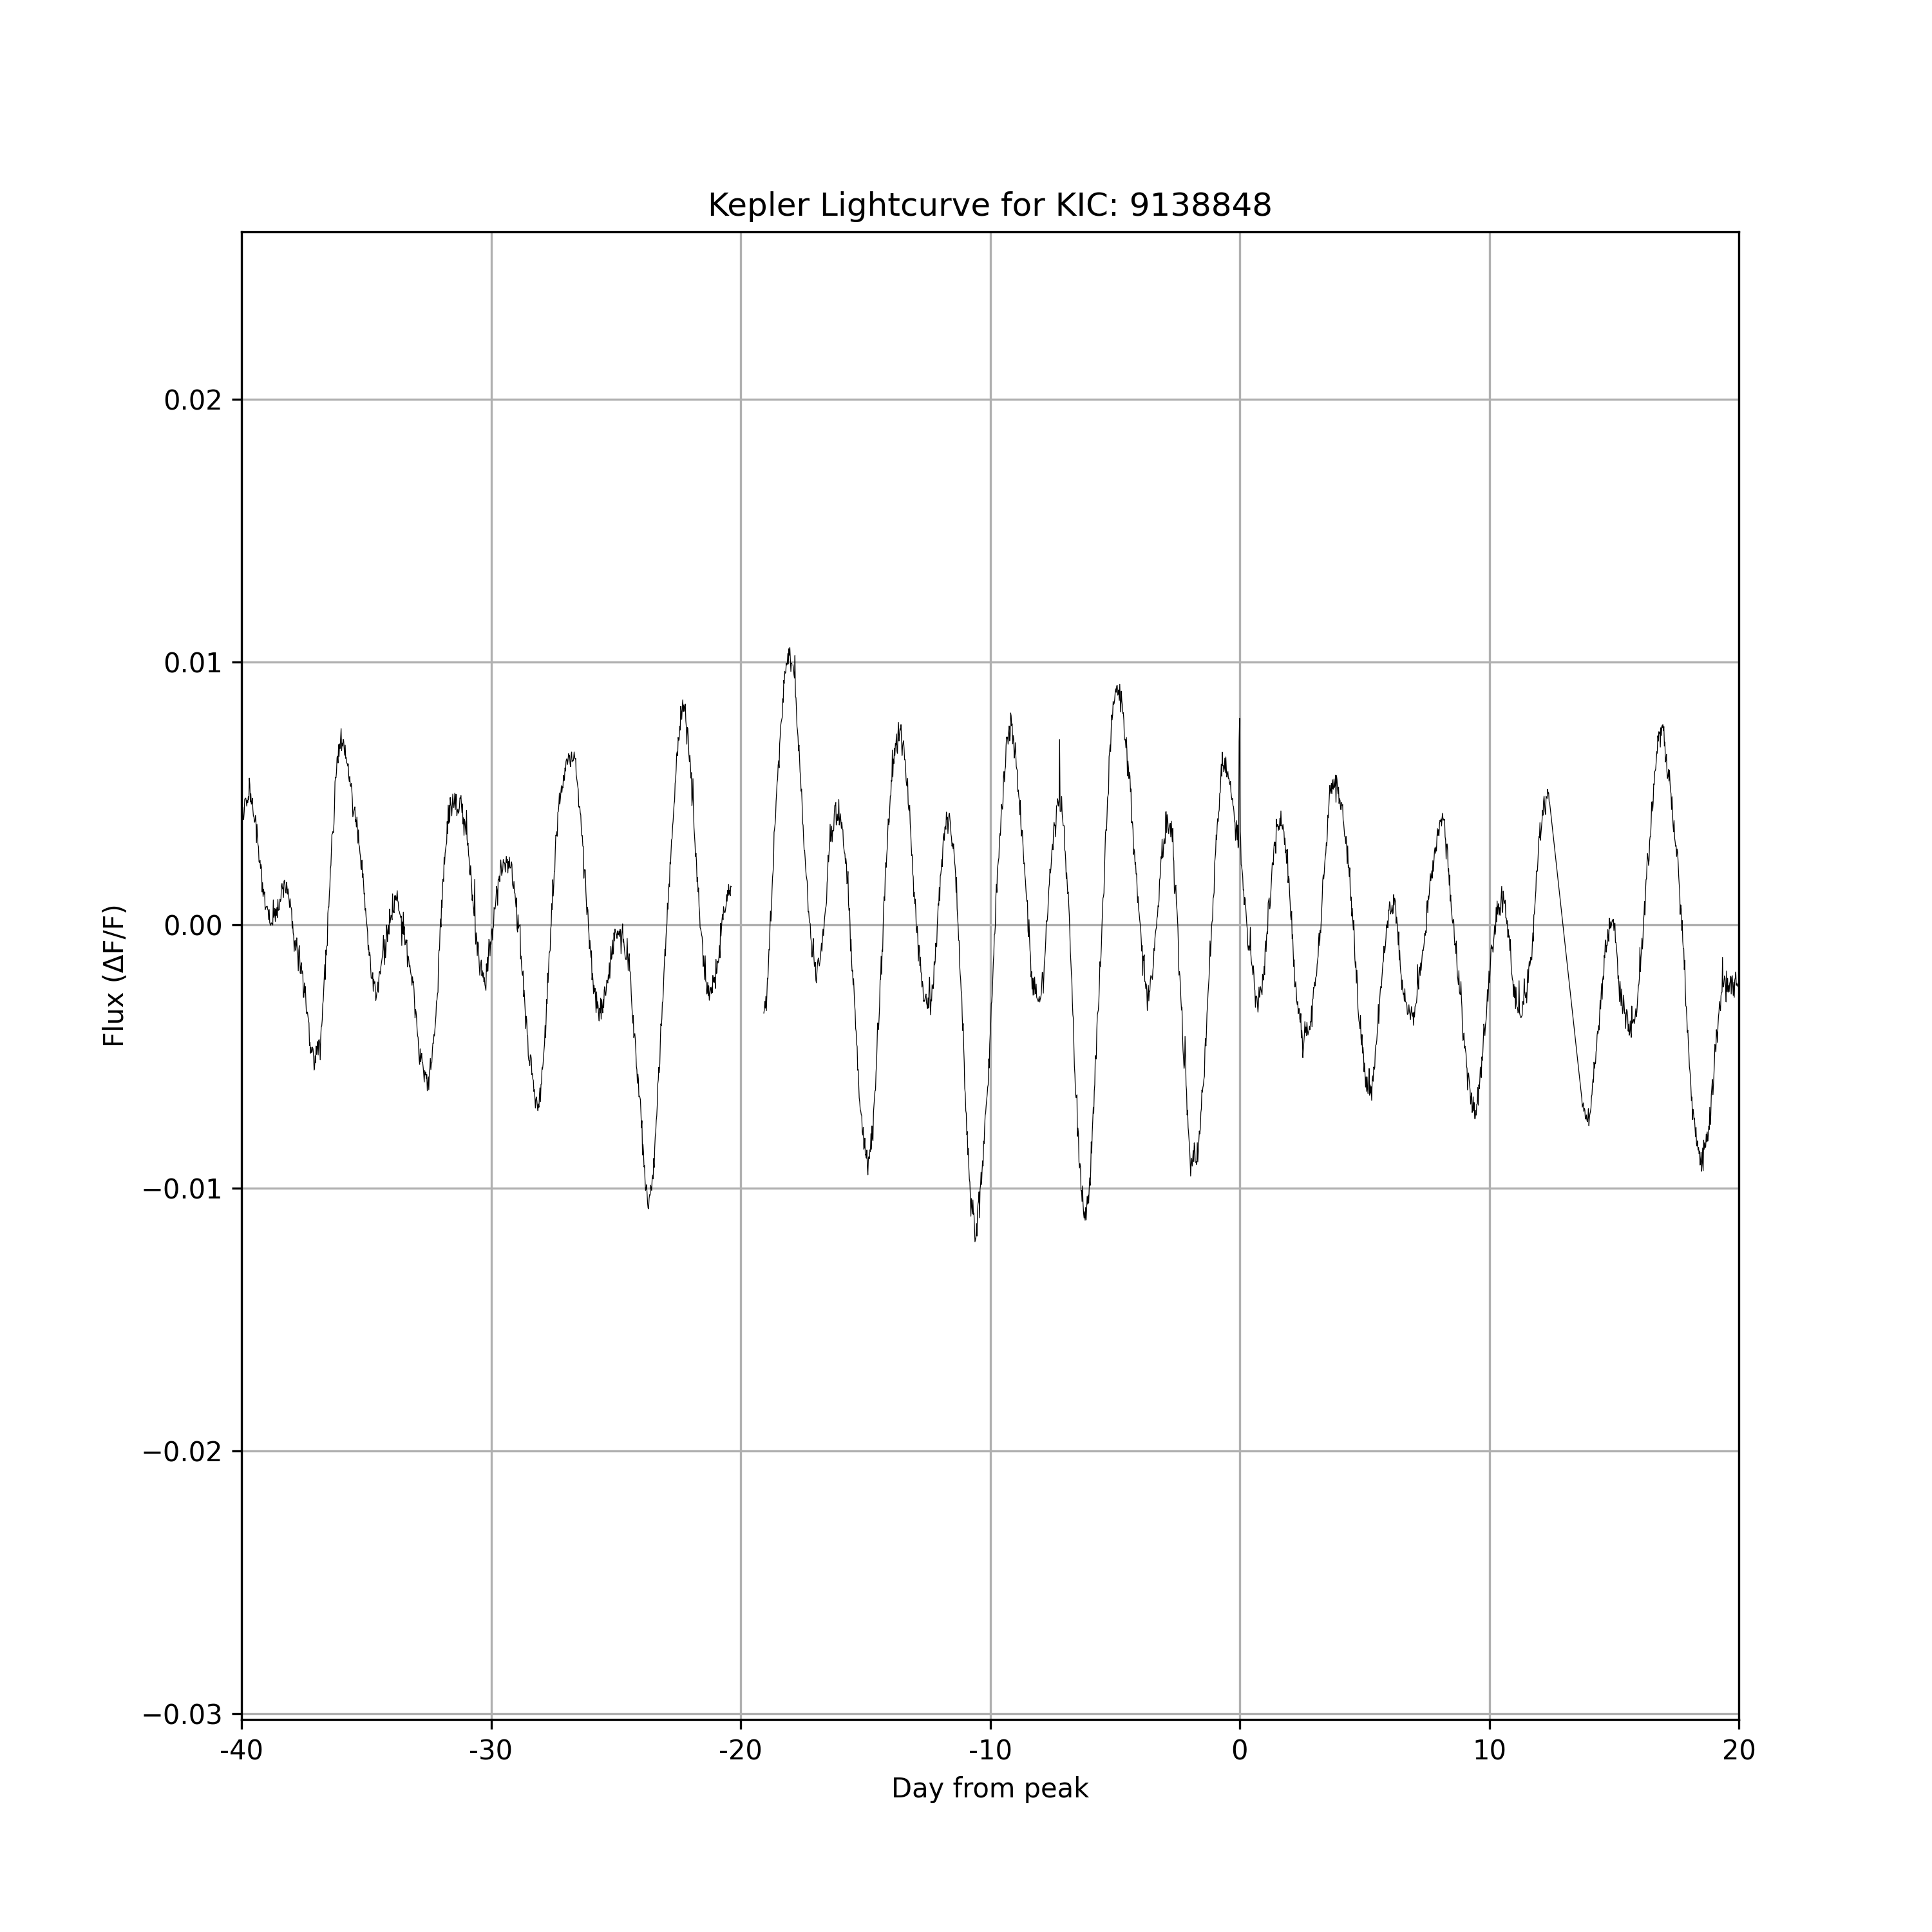 Kepler Lightcurve for KIC: 9138848
Flux (ΔF/F)
0.02
0.01
0.00
−0.01
−0.02
−0.03
-40 -30 -20 -10 0 10 20
Day from peak